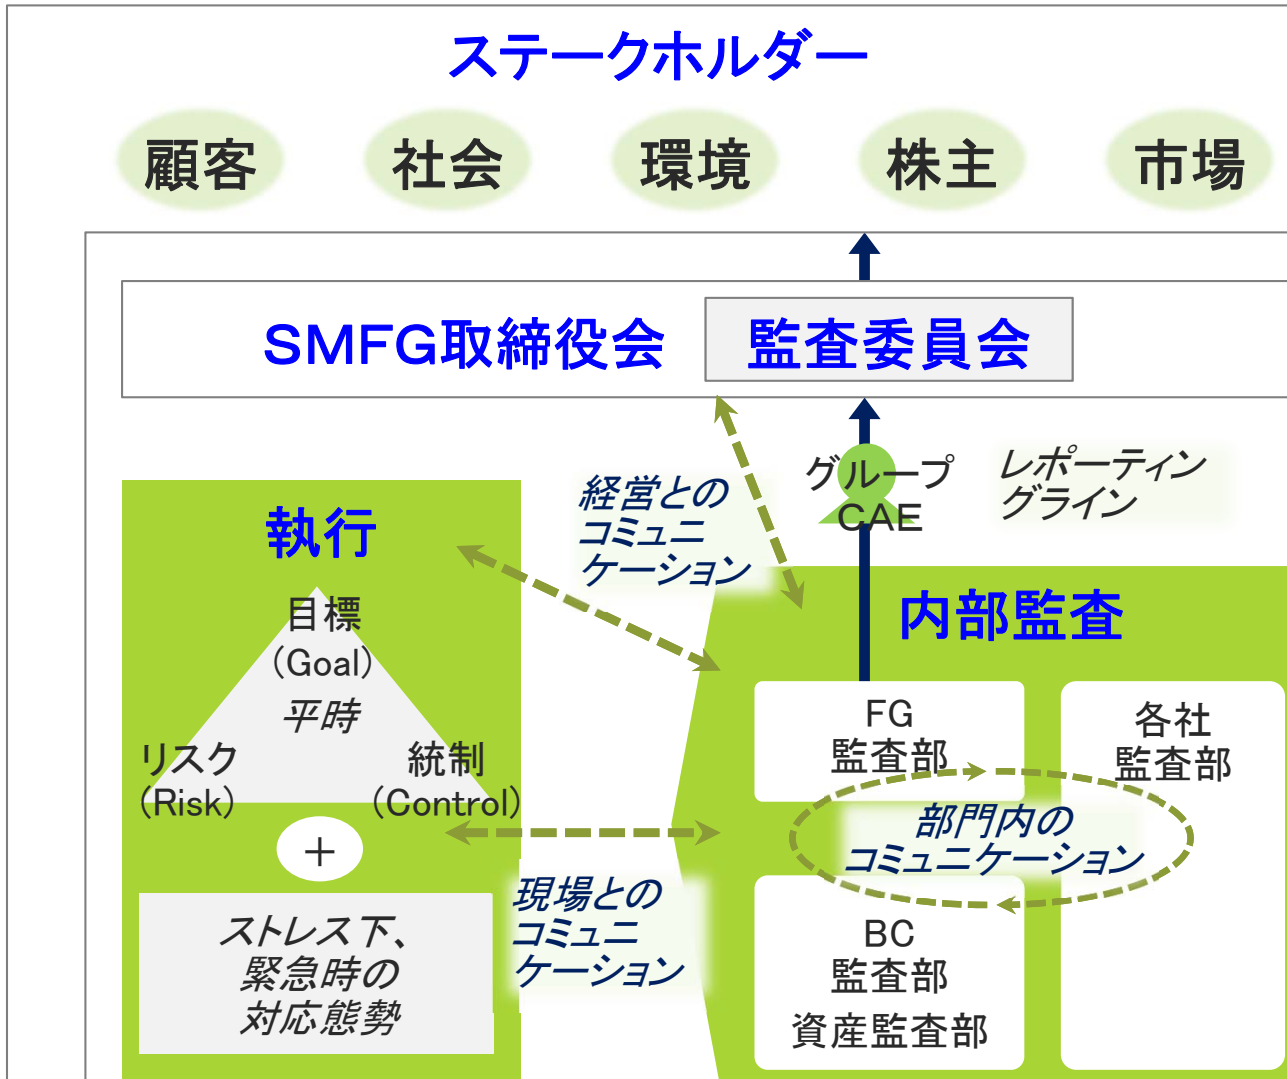 ステークホルダー
顧客
社会
環境
株主
市場
SMFG取締役会
監査委員会
経営との
コミュニ
ケーション
グループ
CAE
レポーティン
グライン
執行
目標
(Goal)
平時
リスク
(Risk)
統制
(Control)
+
ストレス下、
緊急時の
対応態勢
現場との
コミュニ
ケーション
内部監査
FG
監査部
各社
監査部
部門内の
コミュニケーション
BC
監査部
資産監査部